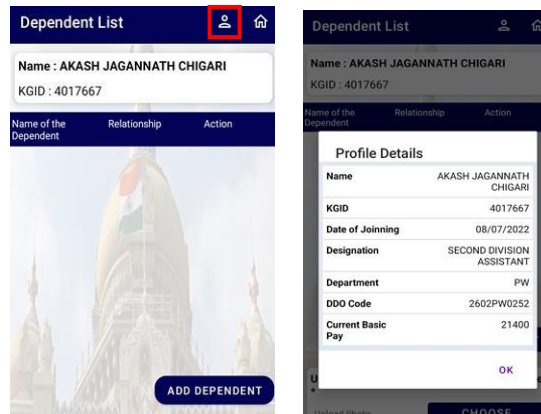 Dependent List
Name : AKASH JAGANNATH CHIGARI
KGID : 4017667
Name of the Relationship Action
Dependent
ADD DEPENDENT
Dependent List
Name : AKASH JAGANNATH CHIGARI
KGID : 4017667
Name of the Relationship Action
Dependent
Profile Details
Name AKASH JAGANNATH
CHIGARI
KGID 4017667
Date of Joinning 08/07/2022
Designation SECOND DIVISION
ASSISTANT
Department PW
DDO Code 2602PW0252
Current Basic 21400
Pay
OK
Upload Photo CHOOSE